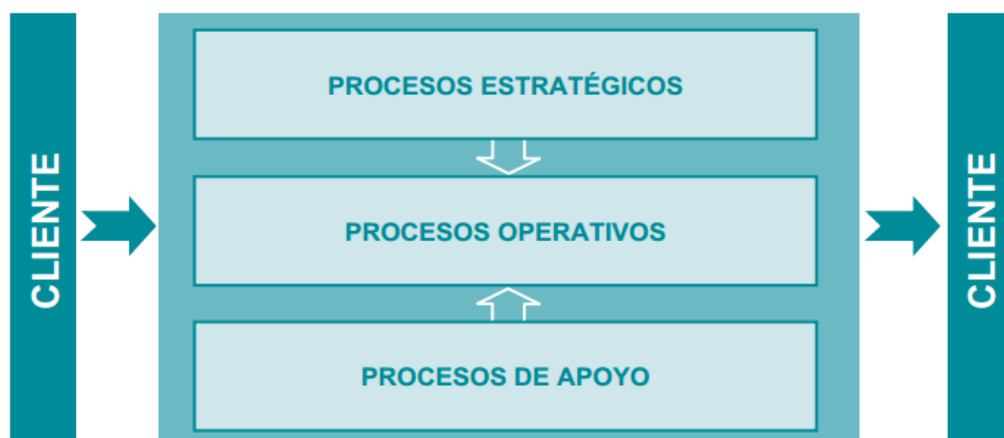 CLIENTE
PROCESOS ESTRATÉGICOS
PROCESOS OPERATIVOS
PROCESOS DE APOYO
CLIENTE